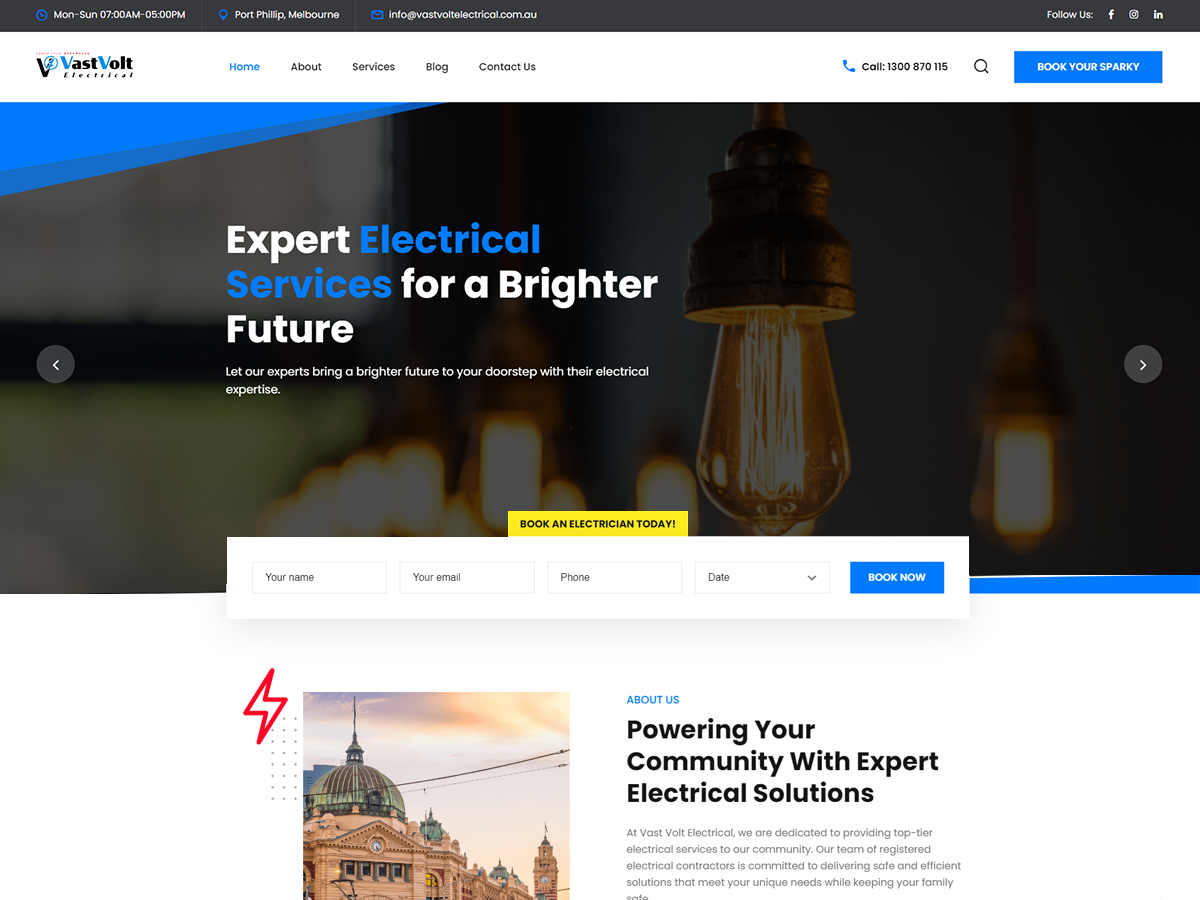 Mon-Sun 07:00AM-05:00PM
Port Phillip, Melbourne
info@vastvoltelectrical.com.au
Follow Us:
VastVolt
Electrical
Home
About
Services
Blog
Contact Us
Call: 1300 870 115
BOOK YOUR SPARKY
Expert Electrical
Services for a Brighter
Future
Let our experts bring a brighter future to your doorstep with their electrical
expertise.
BOOK AN ELECTRICIAN TODAY!
Your name
Your email
Phone
Date
BOOK NOW
ABOUT US
Powering Your
Community With Expert
Electrical Solutions
At Vast Volt Electrical, we are dedicated to providing top-tier
electrical services to our community. Our team of registered
electrical contractors is committed to delivering safe and efficient
solutions that meet your unique needs while keeping your family
safe